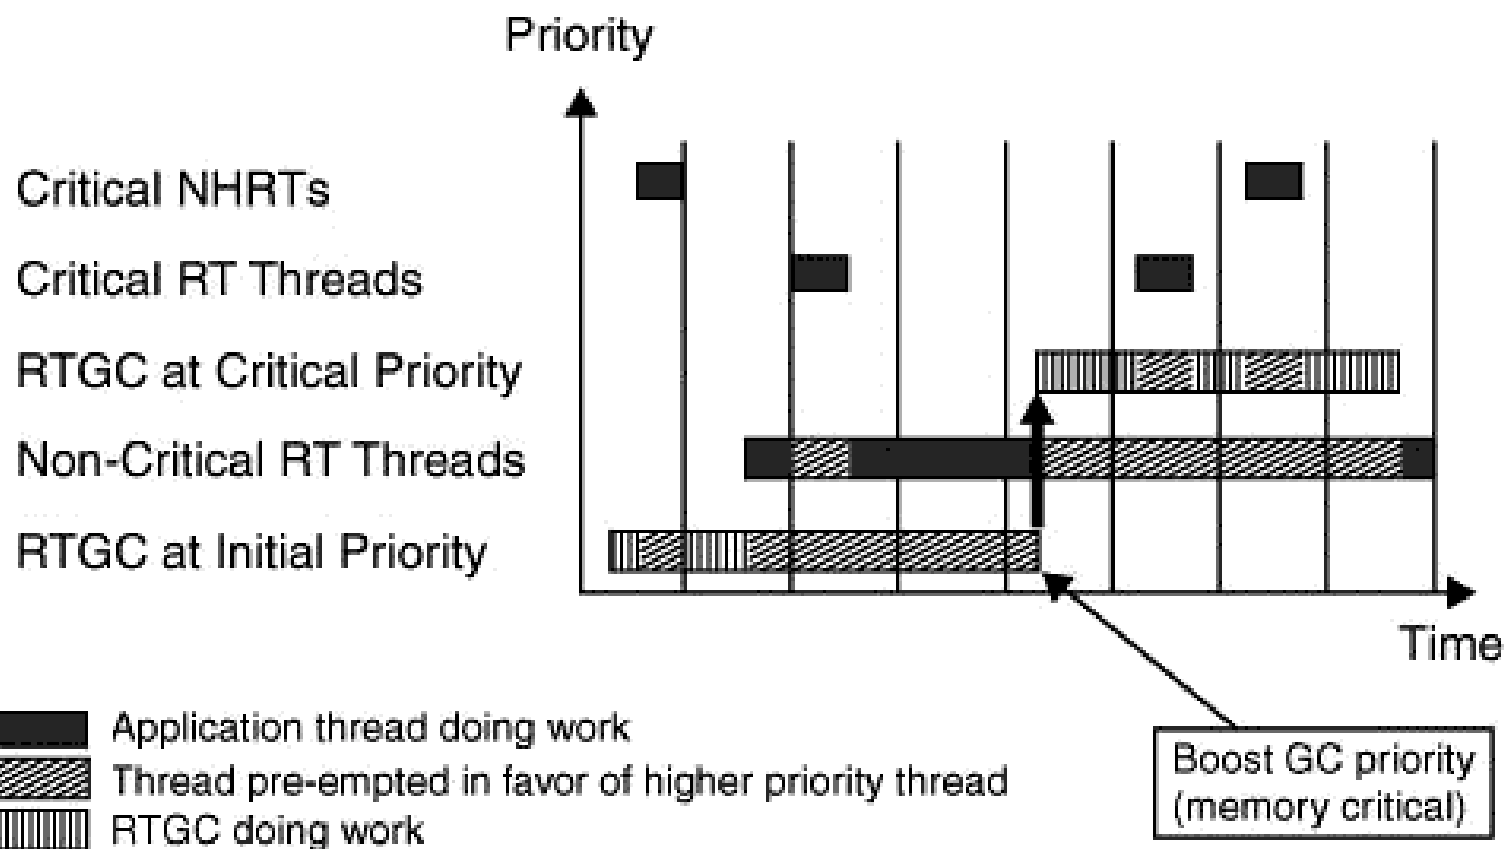 Priority
Critical NHRTs
Critical RT Threads
RTGC at Critical Priority
Non-Critical RT Threads
RTGC at Initial Priority
Time
Application thread doing work
Thread pre-empted in favor of higher priority thread
RTGC doing work
Boost GC priority
(memory critical)